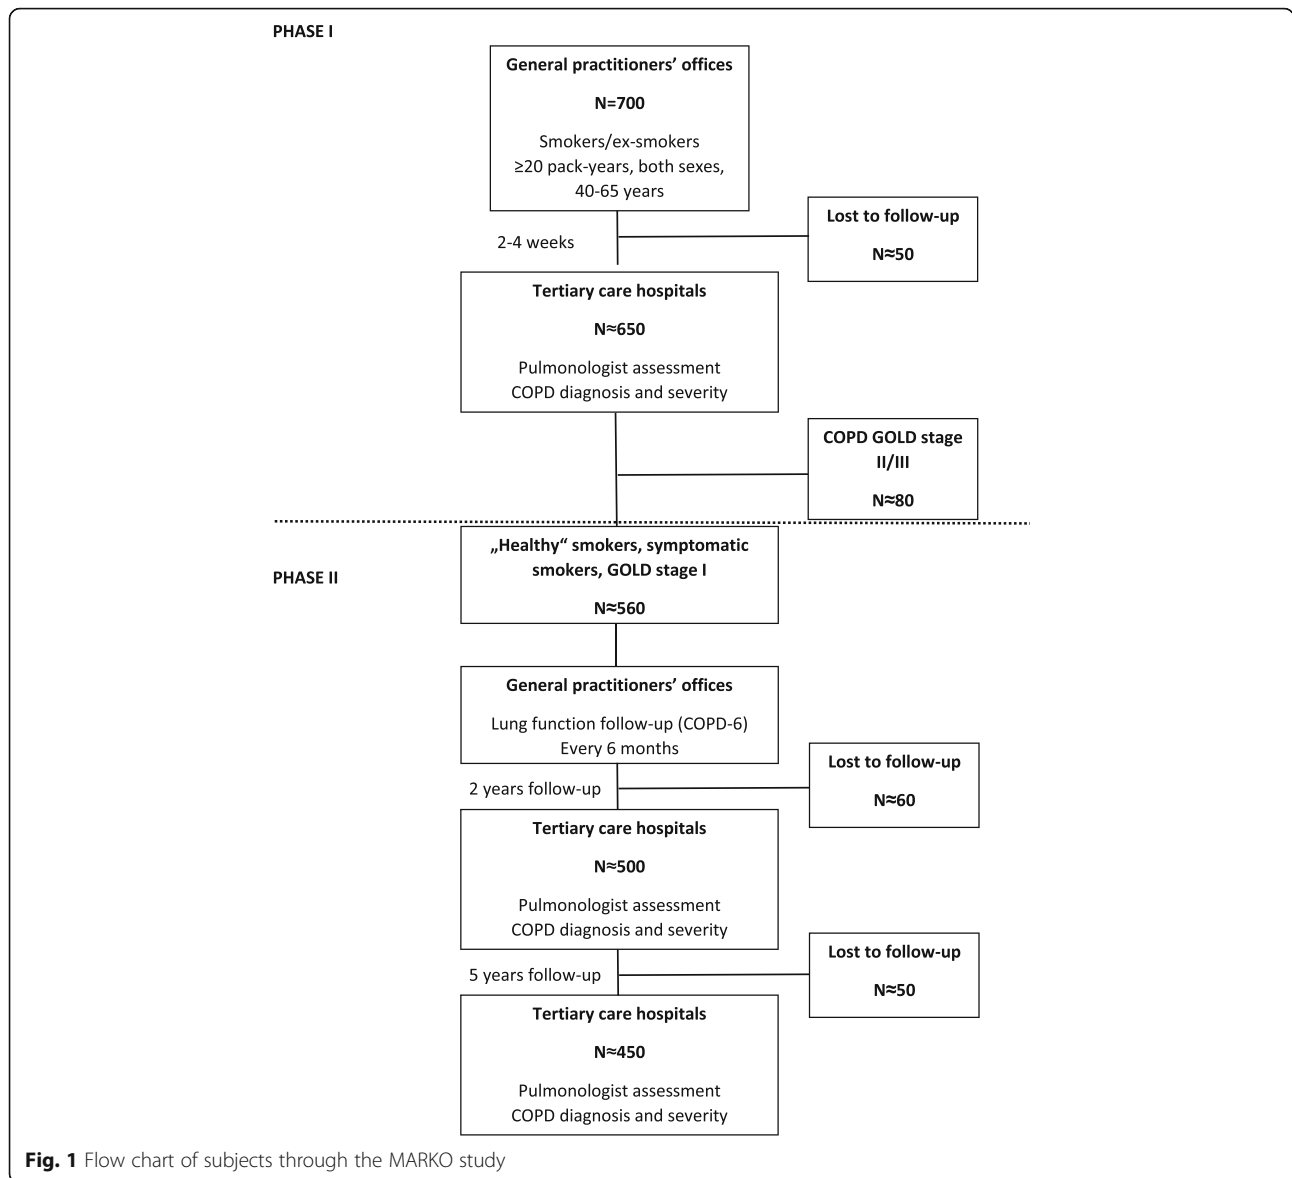 PHASE I
General practitioners’ offices
N=700
Smokers/ex-smokers
≥20 pack-years, both sexes,
40-65 years
2-4 weeks
Lost to follow-up
N≈50
Tertiary care hospitals
N≈650
Pulmonologist assessment
COPD diagnosis and severity
COPD GOLD stage
II/III
N≈80
PHASE II
„Healthy“ smokers, symptomatic
smokers, GOLD stage I
N≈560
General practitioners’ offices
Lung function follow-up (COPD-6)
Every 6 months
2 years follow-up
Lost to follow-up
N≈60
Tertiary care hospitals
N≈500
Pulmonologist assessment
COPD diagnosis and severity
5 years follow-up
Lost to follow-up
N≈50
Tertiary care hospitals
N≈450
Pulmonologist assessment
COPD diagnosis and severity
Fig. 1 Flow chart of subjects through the MARKO study